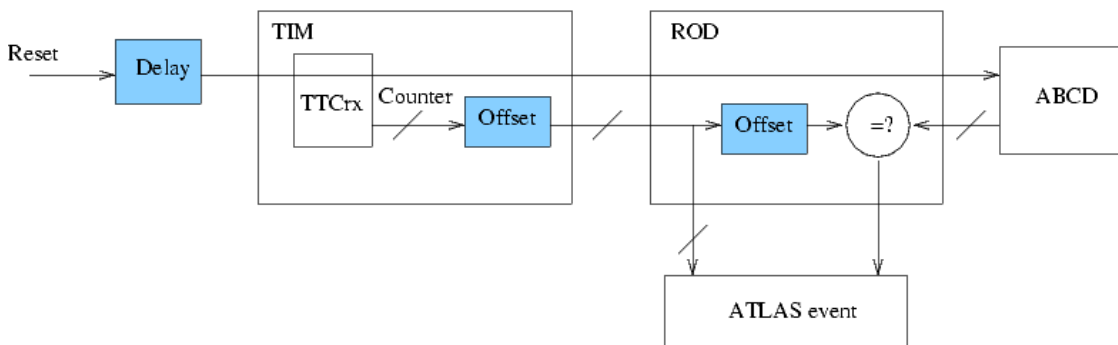 TIM
ROD
Reset
Delay
ABCD
TTCrx
Counter
Offset
Offset
=?
ATLAS event